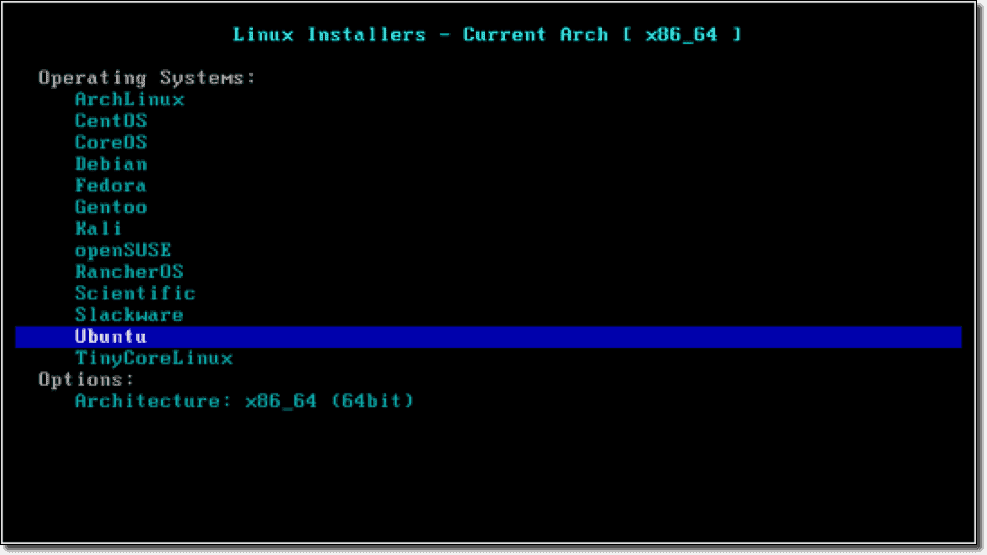 Linux Installers - Current Arch [ x86_64 ]
Operating Systems:
ArchLinux
CentOS
CoreOS
Debian
Fedora
Gentoo
Kali
openSUSE
RancherOS
Scientific
Slackware
Ubuntu
TinyCoreLinux
Options:
Architecture: x86_64 (64bit)